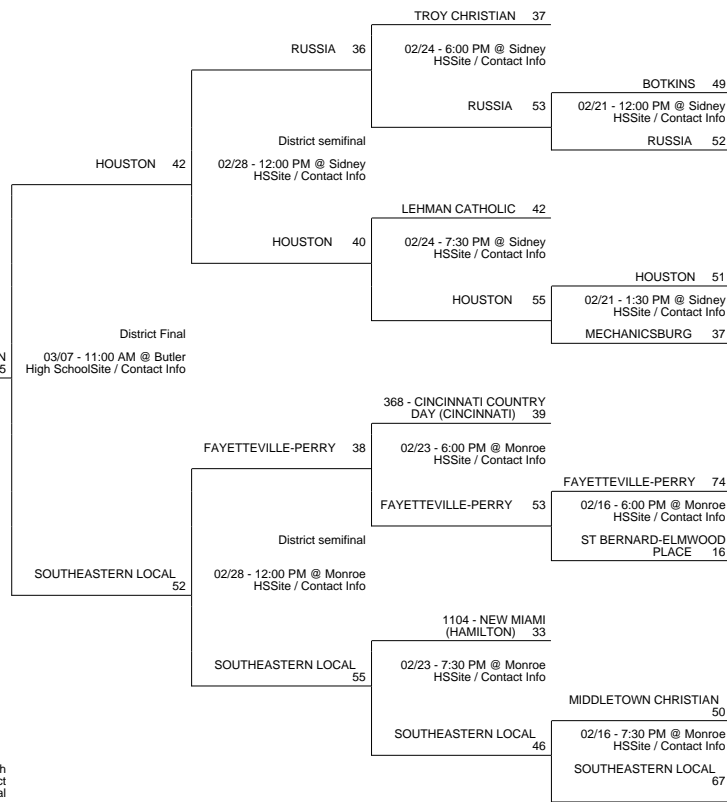 TROY CHRISTIAN 37
RUSSIA 36
02/24 - 6:00 PM @ Sidney
HSSite / Contact Info
BOTKINS 49
RUSSIA 53
02/21 - 12:00 PM @ Sidney
HSSite / Contact Info
RUSSIA 52
District semifinal
HOUSTON 42
02/28 - 12:00 PM @ Sidney
HSSite / Contact Info
LEHMAN CATHOLIC 42
HOUSTON 40
02/24 - 7:30 PM @ Sidney
HSSite / Contact Info
HOUSTON 51
HOUSTON 55
02/21 - 1:30 PM @ Sidney
HSSite / Contact Info
MECHANICSBURG 37
District Final
N
5
03/07 - 11:00 AM @ Butler
High SchoolSite / Contact Info
368 - CINCINNATI COUNTRY
DAY (CINCINNATI) 39
FAYETTEVILLE-PERRY 38
02/23 - 6:00 PM @ Monroe
HSSite / Contact Info
FAYETTEVILLE-PERRY 74
FAYETTEVILLE-PERRY 53
02/16 - 6:00 PM @ Monroe
HSSite / Contact Info
ST BERNARD-ELMWOOD
PLACE 16
District semifinal
SOUTHEASTERN LOCAL
52
02/28 - 12:00 PM @ Monroe
HSSite / Contact Info
1104 - NEW MIAMI
(HAMILTON) 33
SOUTHEASTERN LOCAL
55
02/23 - 7:30 PM @ Monroe
HSSite / Contact Info
MIDDLETOWN CHRISTIAN
50
SOUTHEASTERN LOCAL
46
02/16 - 7:30 PM @ Monroe
HSSite / Contact Info
SOUTHEASTERN LOCAL
67
h
ct
al